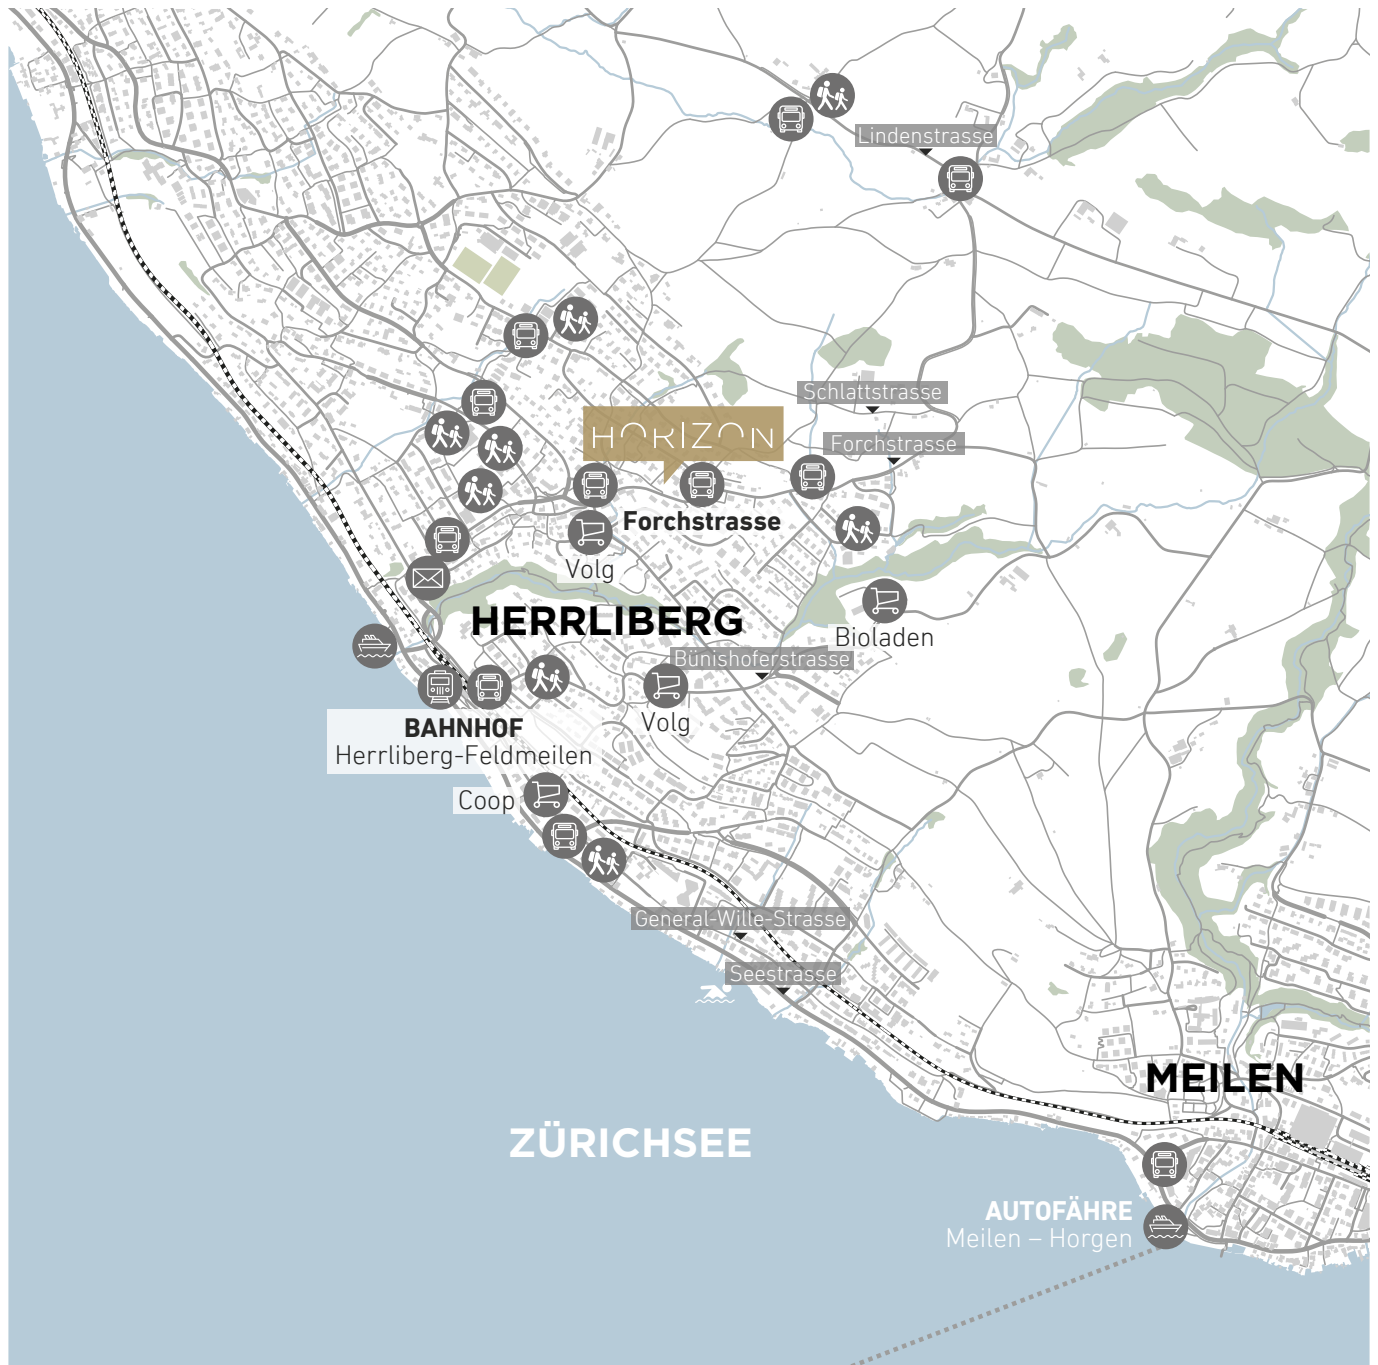 Lindenstrasse
Schlattstrasse
HORIZON
Forchstrasse
Forchstrasse
Volg
HERRLIBERG
Bioladen
Bünishoferstrasse
Volg
BAHNHOF
Herrliberg-Feldmeilen
Coop
General-Wille-Strasse
Seestrasse
MEILEN
ZÜRICHSEE
AUTOFÄHRE
Meilen – Horgen